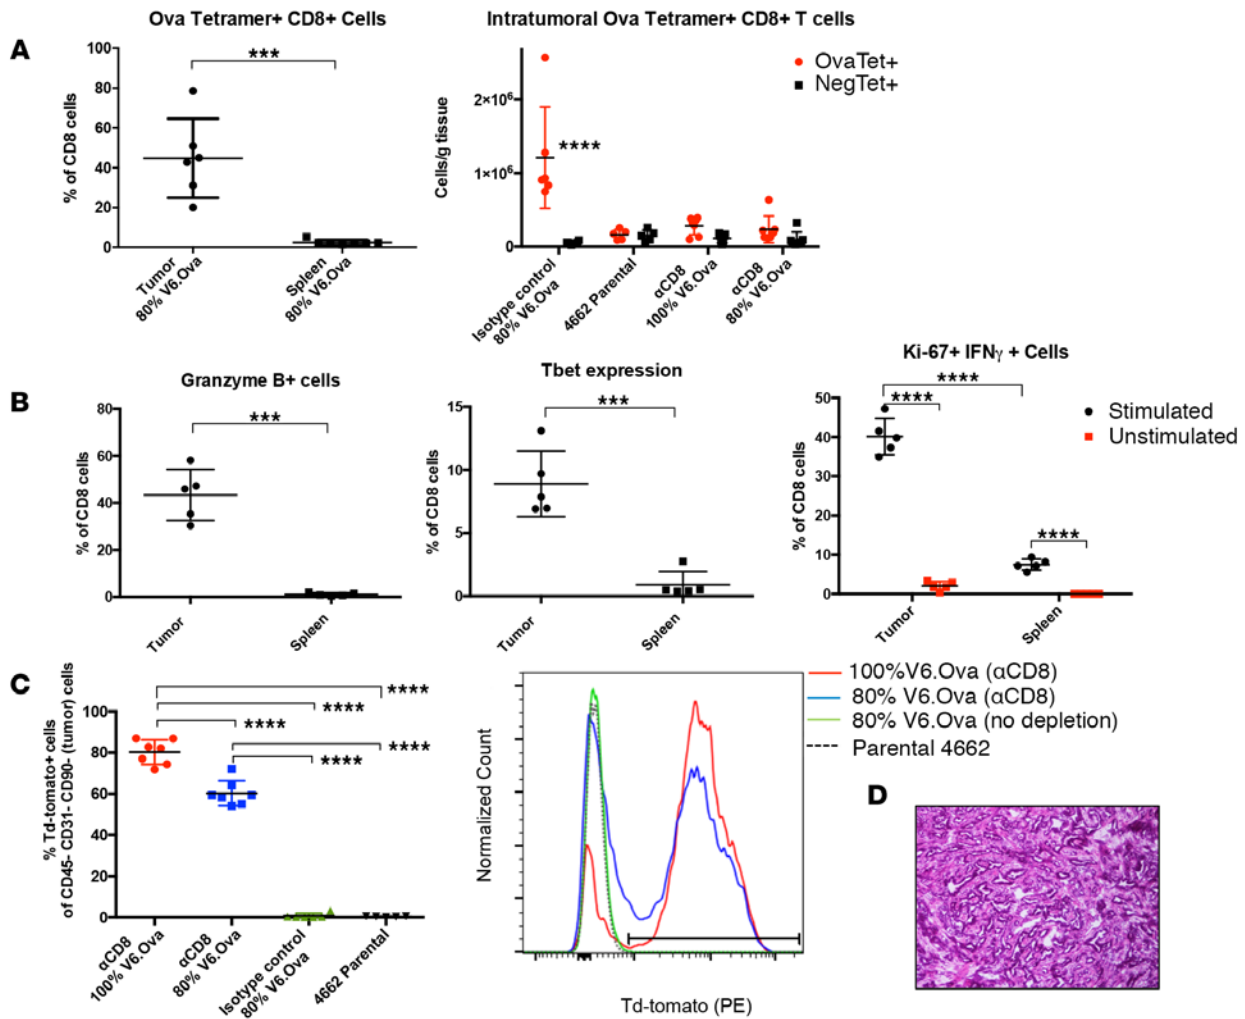 A
Ova Tetramer+ CD8+ Cells
% of CD8 cells
100
80
60
40
20
0
***
Tumor
80% V6.Ova
Spleen
80% V6.Ova
Intratumoral Ova Tetramer+ CD8+ T cells
Cells/g tissue
2×10⁶
1×10⁶
0
****
Isotype control
80% V6.Ova
4662 Parental
αCD8
100% V6.Ova
αCD8
80% V6.Ova
OvaTet+
NegTet+
B
Granzyme B+ cells
% of CD8 cells
80
60
40
20
0
***
Tumor
Spleen
Tbet expression
% of CD8 cells
15
10
5
0
***
Tumor
Spleen
Ki-67+ IFNγ + Cells
% of CD8 cells
50
40
30
20
10
0
****
****
****
Tumor
Spleen
Stimulated
Unstimulated
C
% Td-tomato+ cells
of CD45- CD31- CD90- (tumor) cells
100
80
60
40
20
0
****
****
****
****
****
αCD8
100% V6.Ova
αCD8
80% V6.Ova
Isotype control
80% V6.Ova
4662 Parental
Normalized Count
Td-tomato (PE)
100%V6.Ova (αCD8)
80% V6.Ova (αCD8)
80% V6.Ova (no depletion)
Parental 4662
D